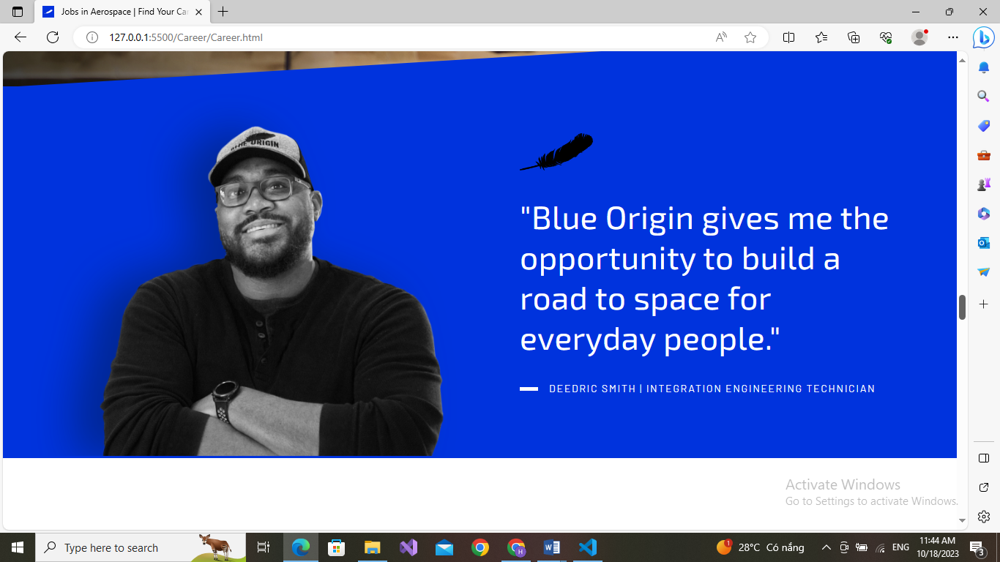 Jobs in Aerospace | Find Your Ca
127.0.0.1:5500/Career/Career.html
BLUE ORIGIN
"Blue Origin gives me the
opportunity to build a
road to space for
everyday people."
DEEDRIC SMITH | INTEGRATION ENGINEERING TECHNICIAN
Activate Windows
Go to Settings to activate Windows.
Type here to search
1
28°C Có nắng
ENG
11:44 AM
10/18/2023
3